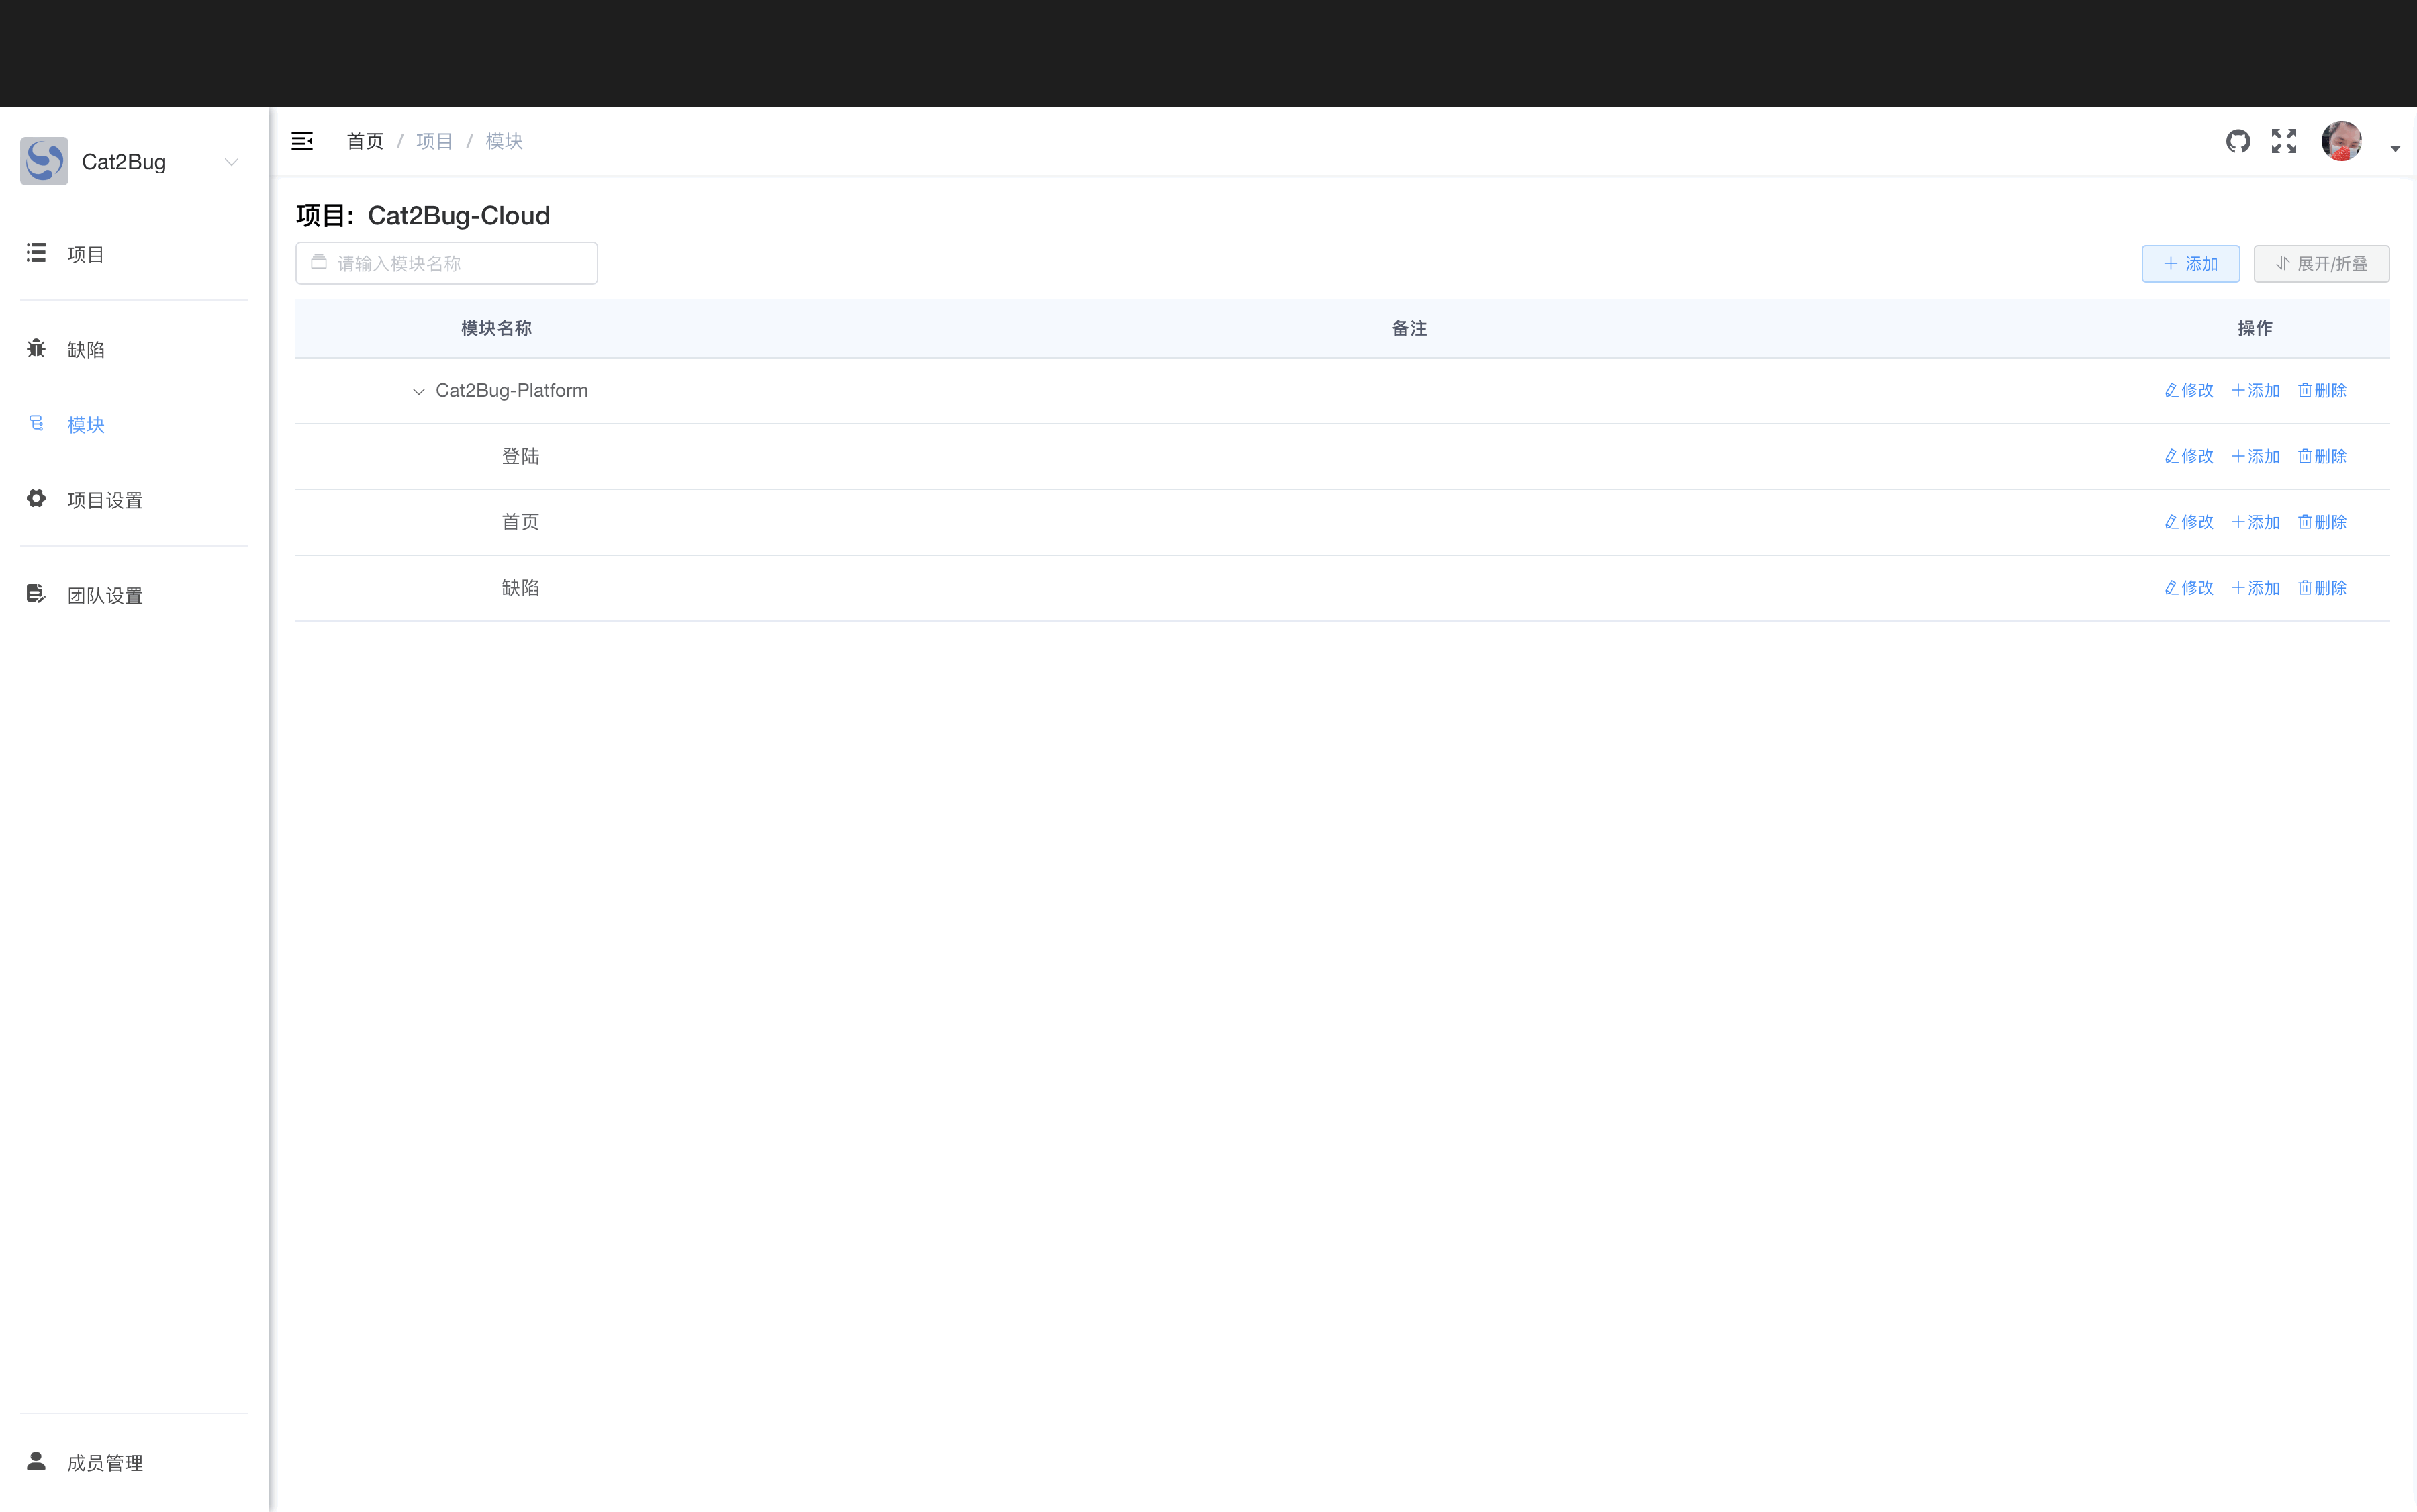 Cat2Bug
首页 / 项目 / 模块
项目
缺陷
模块
项目设置
团队设置
成员管理
项目: Cat2Bug-Cloud
请输入模块名称
添加 展开/折叠
模块名称 备注 操作
Cat2Bug-Platform 修改 添加 删除
登陆 修改 添加 删除
首页 修改 添加 删除
缺陷 修改 添加 删除